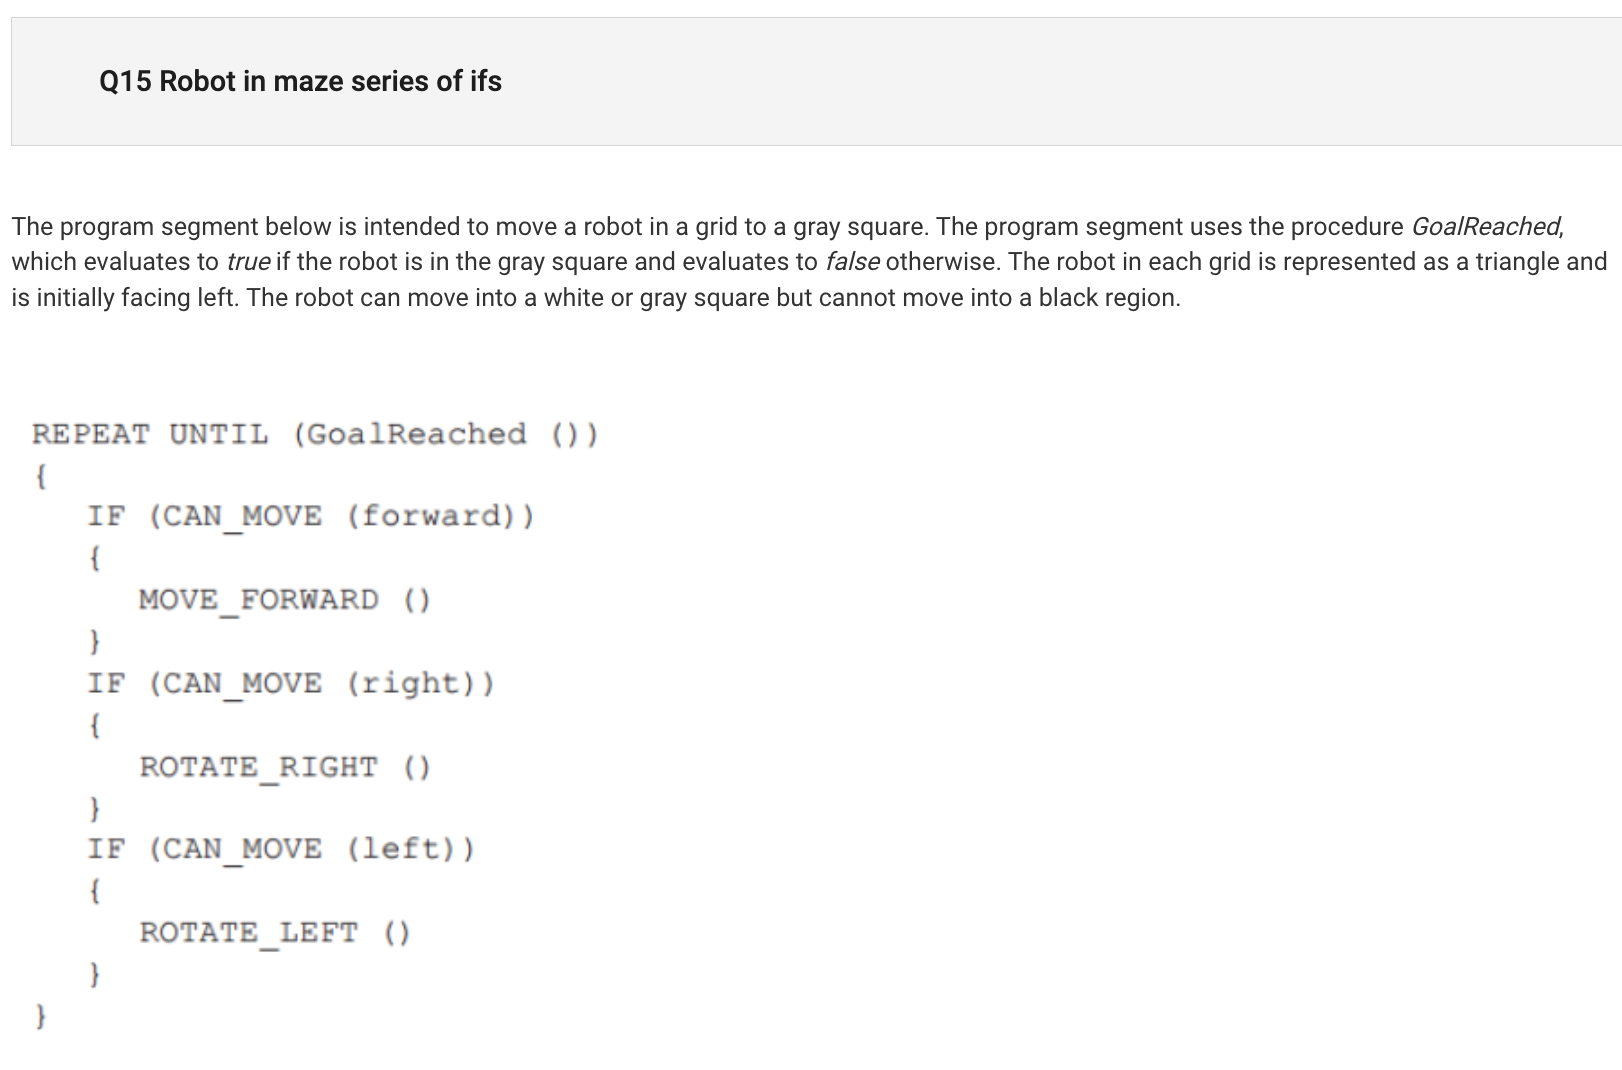 Q15 Robot in maze series of ifs
The program segment below is intended to move a robot in a grid to a gray square. The program segment uses the procedure GoalReached,
which evaluates to true if the robot is in the gray square and evaluates to false otherwise. The robot in each grid is represented as a triangle and
is initially facing left. The robot can move into a white or gray square but cannot move into a black region.
REPEAT UNTIL (GoalReached ())
{
IF (CAN_MOVE (forward))
{
MOVE_FORWARD ()
}
IF (CAN_MOVE (right))
{
ROTATE_RIGHT ()
}
IF (CAN_MOVE (left))
{
ROTATE_LEFT ()
}
}